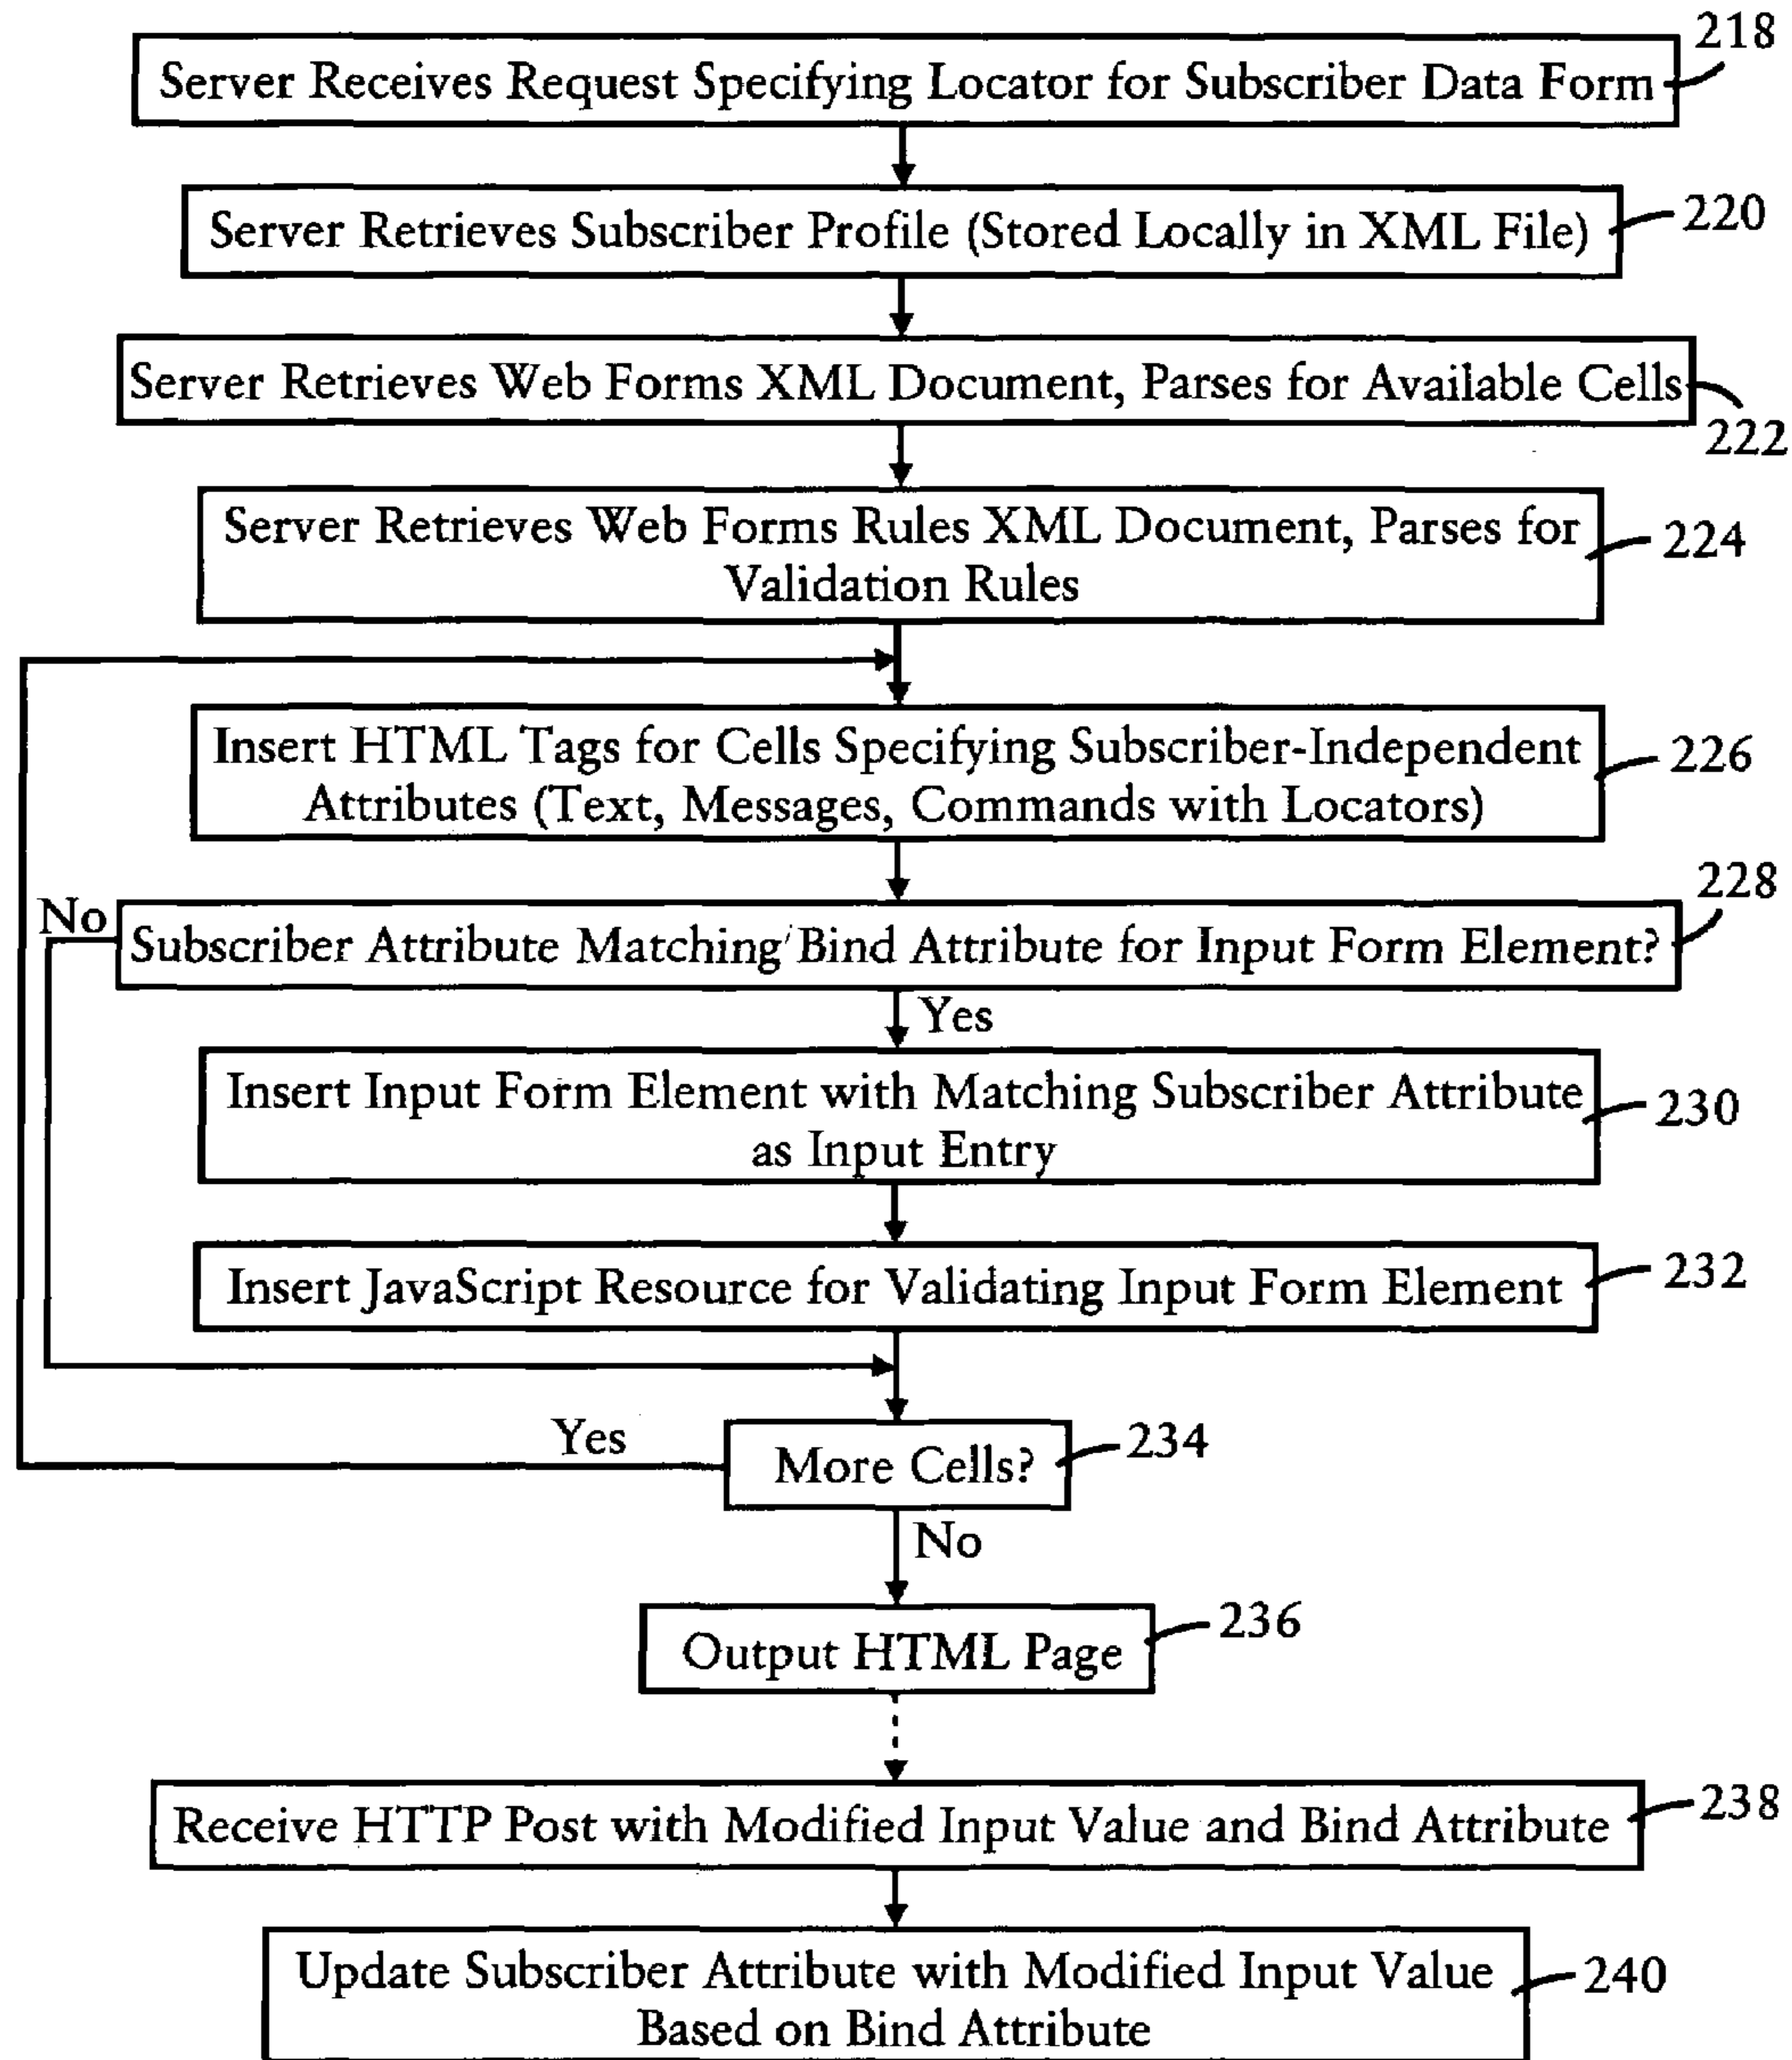 218
Server Receives Request Specifying Locator for Subscriber Data Form
Server Retrieves Subscriber Profile (Stored Locally in XML File)
220
Server Retrieves Web Forms XML Document, Parses for Available Cells
222
Server Retrieves Web Forms Rules XML Document, Parses for
Validation Rules
224
Insert HTML Tags for Cells Specifying Subscriber-Independent
Attributes (Text, Messages, Commands with Locators)
226
228
No
Subscriber Attribute Matching Bind Attribute for Input Form Element?
Yes
Insert Input Form Element with Matching Subscriber Attribute
as Input Entry
230
Insert JavaScript Resource for Validating Input Form Element
232
Yes
More Cells?
234
No
Output HTML Page
236
Receive HTTP Post with Modified Input Value and Bind Attribute
238
Update Subscriber Attribute with Modified Input Value
Based on Bind Attribute
240